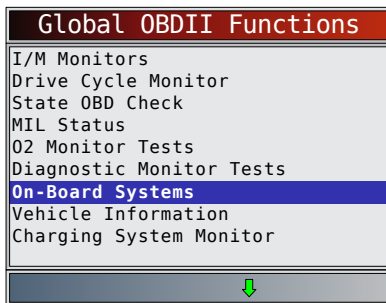 Global OBDII Functions
I/M Monitors
Drive Cycle Monitor
State OBD Check
MIL Status
O2 Monitor Tests
Diagnostic Monitor Tests
On-Board Systems
Vehicle Information
Charging System Monitor